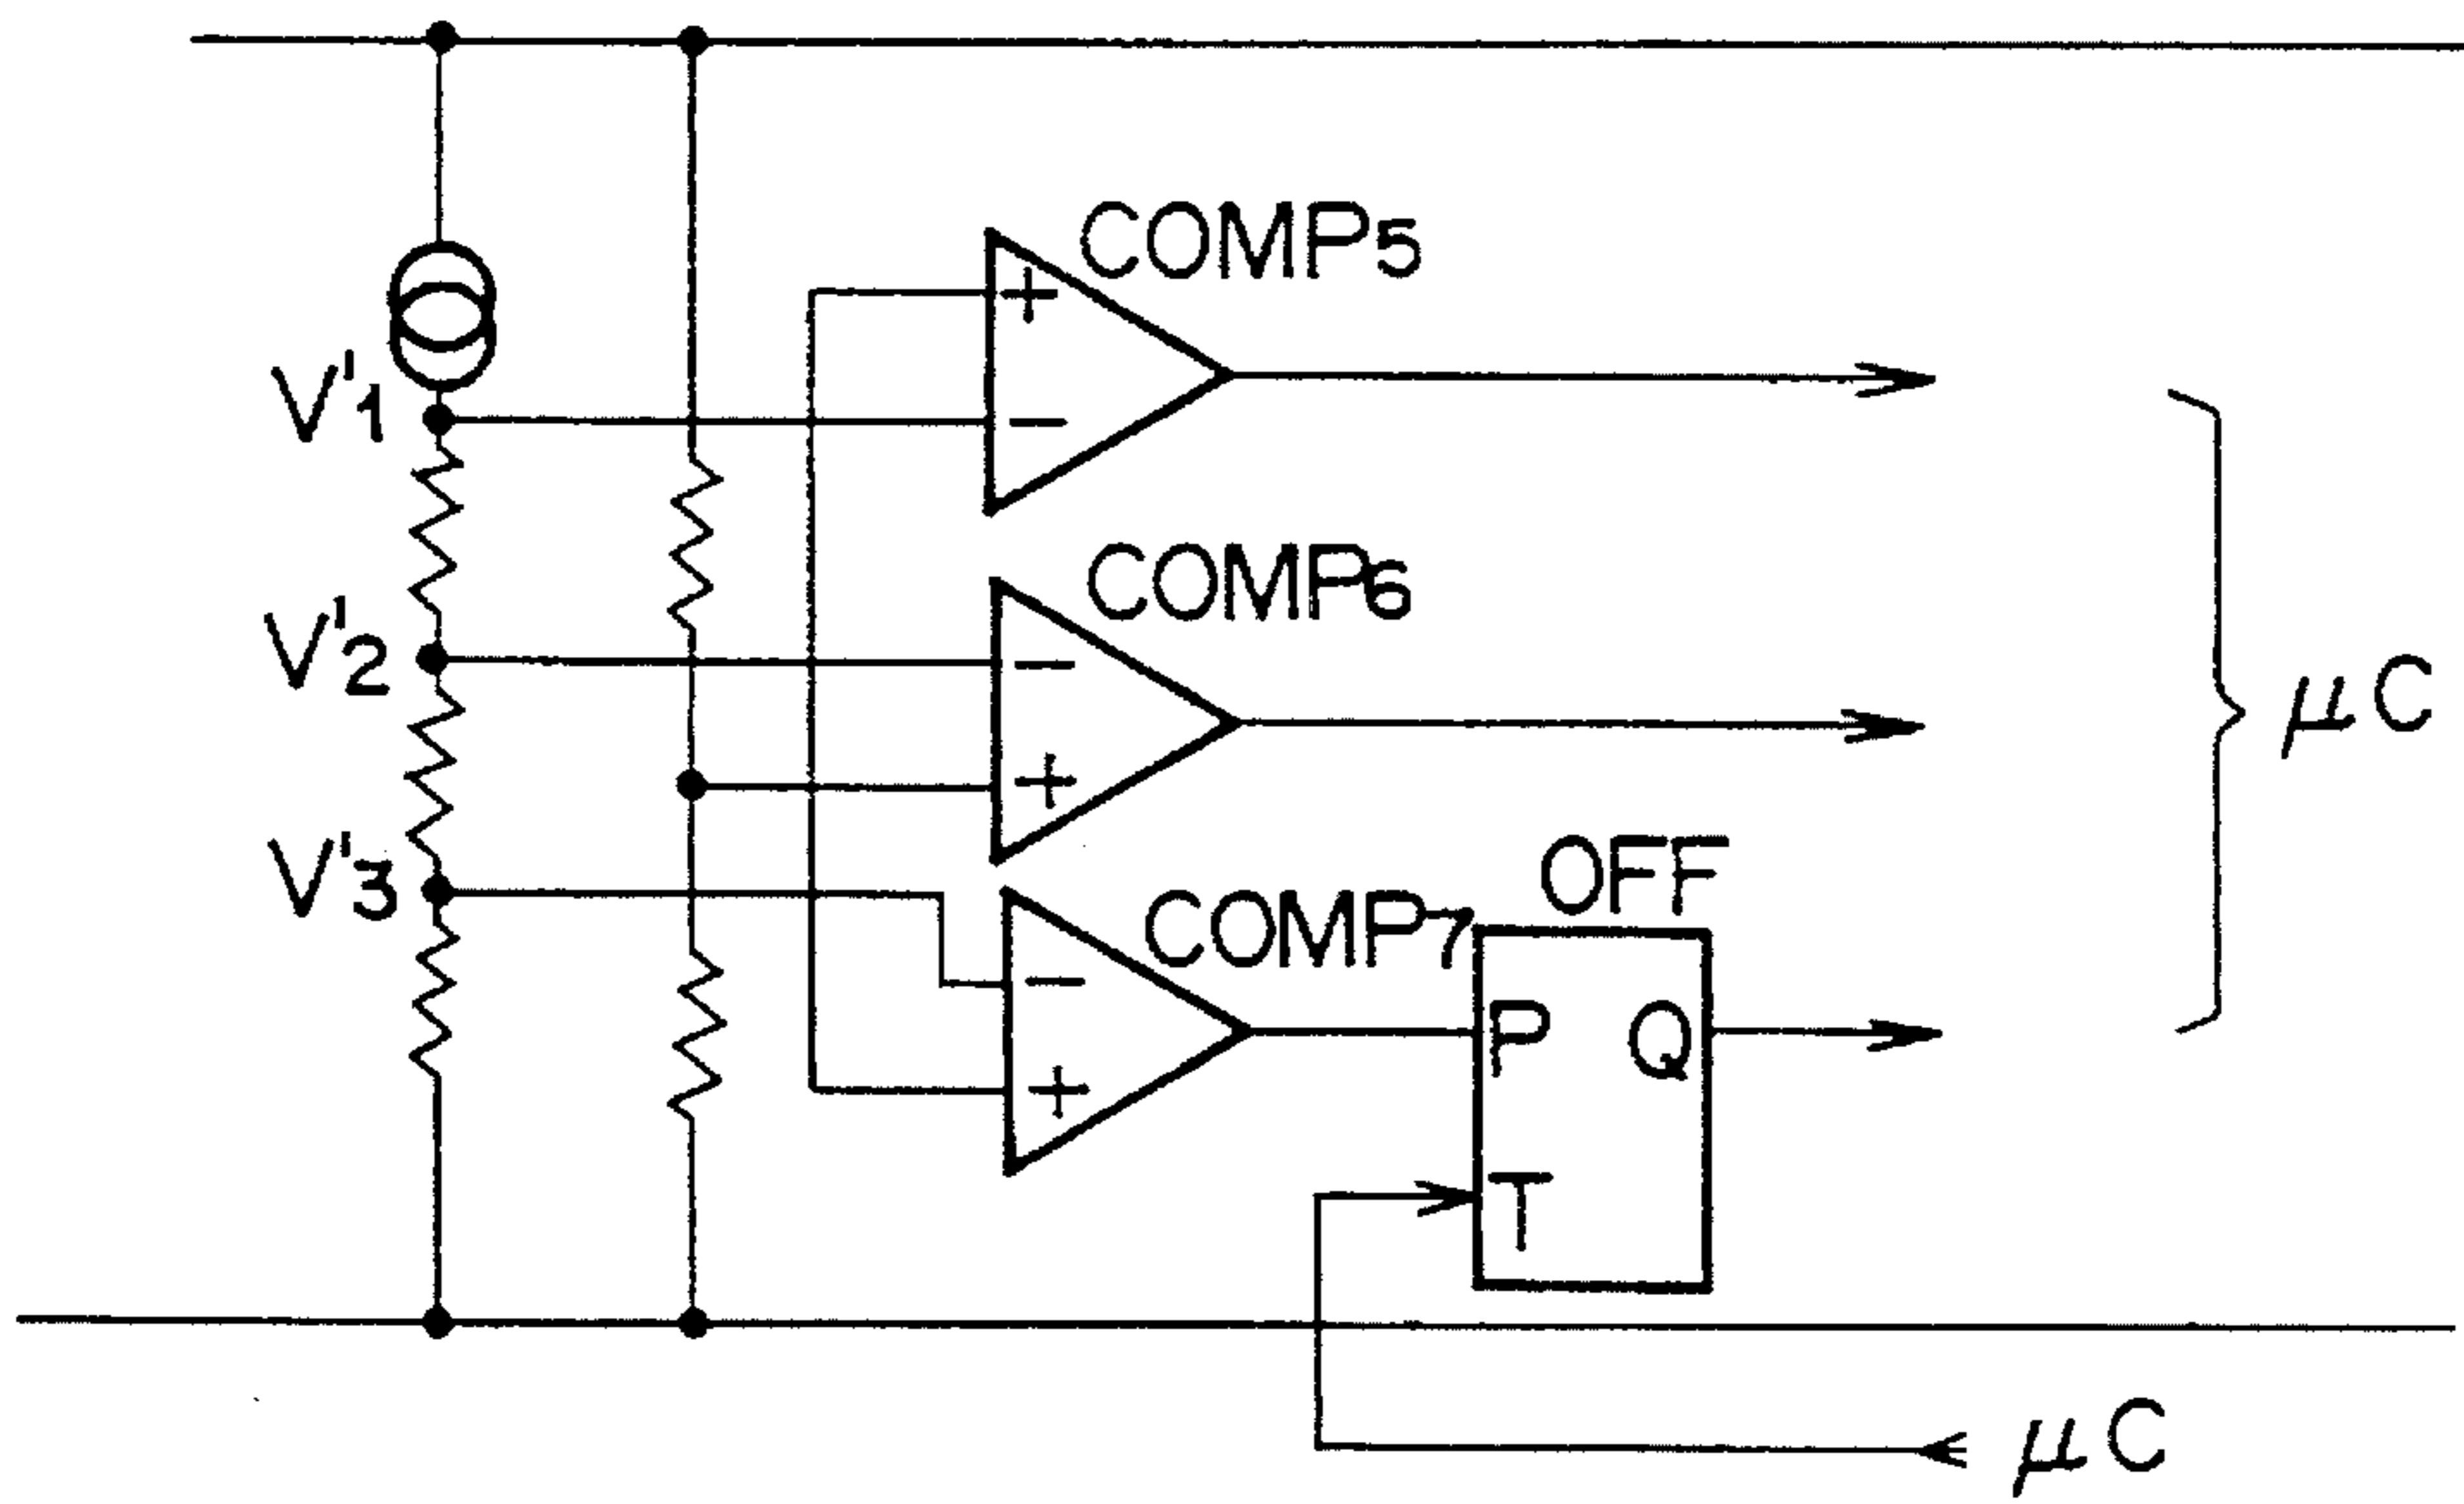 COMP5
+
V'1
−
COMP6
V'2
−
μC
+
V'3
OFF
COMP7
−
P Q
+
T
μC